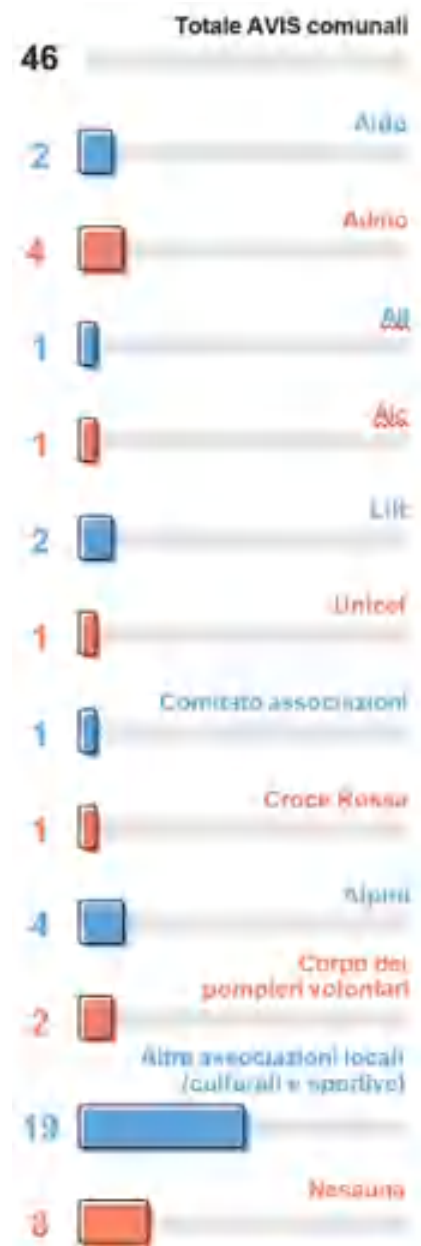 Totale AVIS comunali
46
Aido
2
Admo
4
Ail
1
Aic
1
Lilt
2
Unicef
1
Comitato associazioni
1
Croce Rossa
1
Alpini
4
Corpo dei
pompieri volontari
2
Altre associazioni locali
(culturali e sportive)
19
Nessuna
8